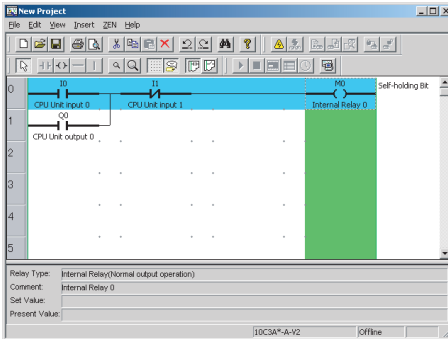 New Project
File Edit View Insert ZEN Help
0 I0 I1 M0 Self-holding Bit
CPU Unit input 0 CPU Unit input 1 Internal Relay 0
1 Q0
CPU Unit output 0
2
3
4
5
Relay Type: Internal Relay(Normal output operation)
Comment: Internal Relay 0
Set Value:
Present Value:
10C3A*-A-V2 Offline